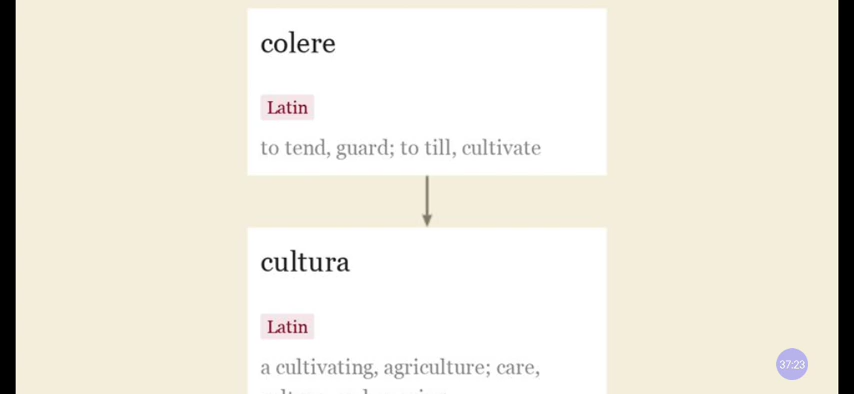 colere
Latin
to tend, guard; to till, cultivate
cultura
Latin
a cultivating, agriculture; care,
37:23